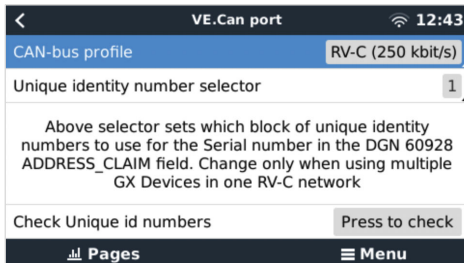 VE.Can port 12:43
CAN-bus profile RV-C (250 kbit/s)
Unique identity number selector 1
Above selector sets which block of unique identity
numbers to use for the Serial number in the DGN 60928
ADDRESS_CLAIM field. Change only when using multiple
GX Devices in one RV-C network
Check Unique id numbers Press to check
Pages Menu